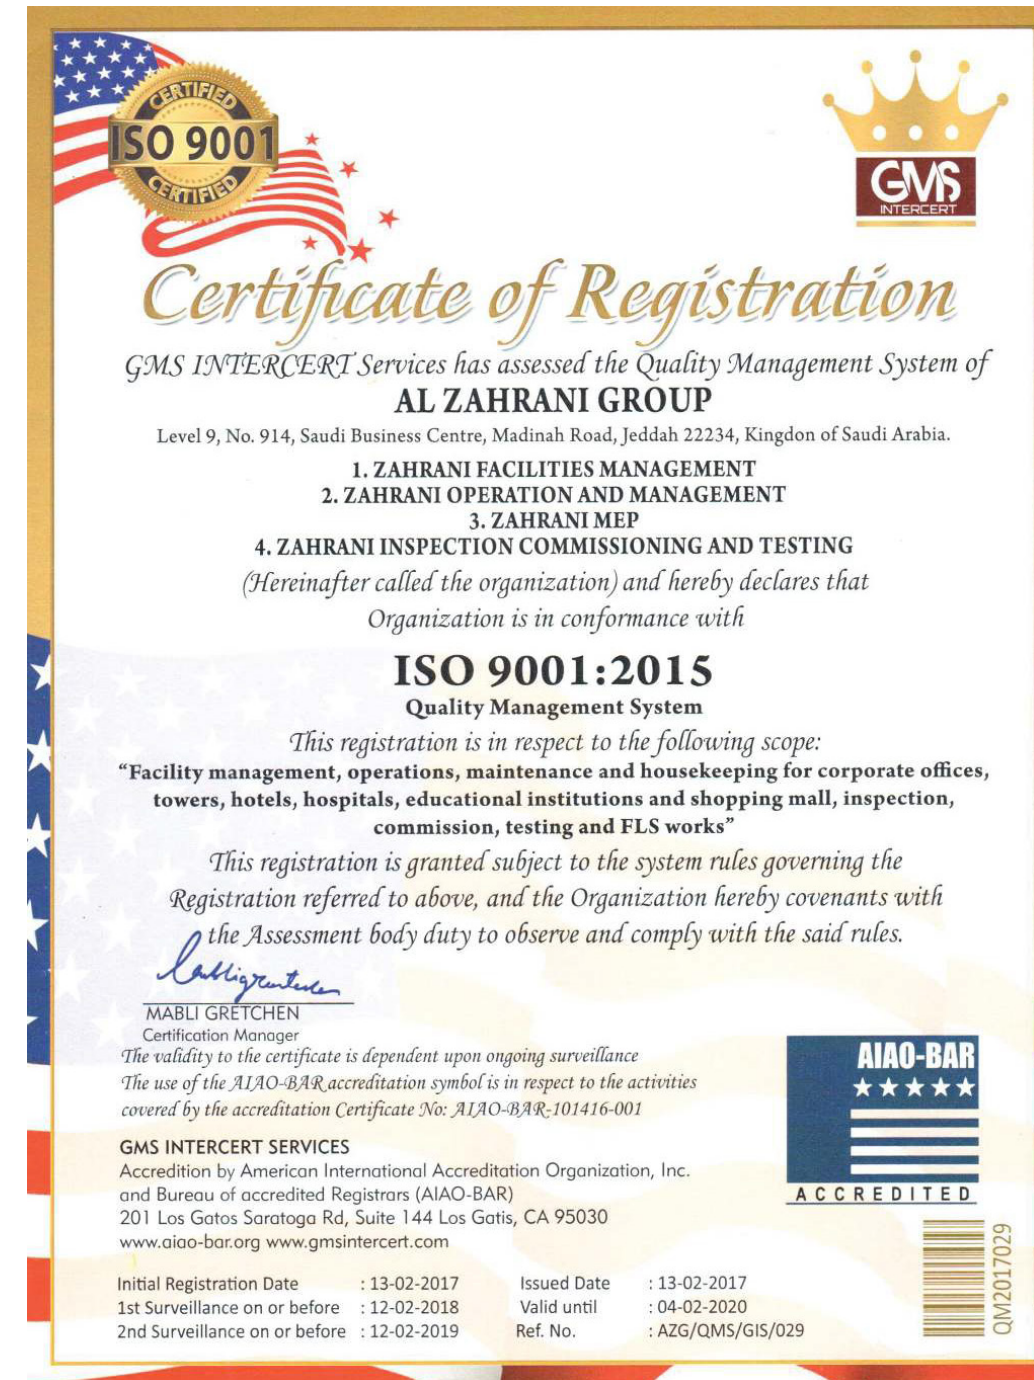 CERTIFIED
ISO 9001
CERTIFIED
GMS
INTERCERT
Certificate of Registration
GMS INTERCERT Services has assessed the Quality Management System of
AL ZAHRANI GROUP
Level 9, No. 914, Saudi Business Centre, Madinah Road, Jeddah 22234, Kingdon of Saudi Arabia.
1. ZAHRANI FACILITIES MANAGEMENT
2. ZAHRANI OPERATION AND MANAGEMENT
3. ZAHRANI MEP
4. ZAHRANI INSPECTION COMMISSIONING AND TESTING
(Hereinafter called the organization) and hereby declares that
Organization is in conformance with
ISO 9001:2015
Quality Management System
This registration is in respect to the following scope:
“Facility management, operations, maintenance and housekeeping for corporate offices,
towers, hotels, hospitals, educational institutions and shopping mall, inspection,
commission, testing and FLS works”
This registration is granted subject to the system rules governing the
Registration referred to above, and the Organization hereby covenants with
the Assessment body duty to observe and comply with the said rules.
MABLI GRETCHEN
Certification Manager
The validity to the certificate is dependent upon ongoing surveillance
The use of the AIAO-BAR accreditation symbol is in respect to the activities
covered by the accreditation Certificate No: AIAO-BAR-101416-001
AIAO-BAR
ACCREDITED
GMS INTERCERT SERVICES
Accredition by American International Accreditation Organization, Inc.
and Bureau of accredited Registrars (AIAO-BAR)
201 Los Gatos Saratoga Rd, Suite 144 Los Gatis, CA 95030
www.aiao-bar.org www.gmsintercert.com
Initial Registration Date : 13-02-2017 Issued Date : 13-02-2017
1st Surveillance on or before : 12-02-2018 Valid until : 04-02-2020
2nd Surveillance on or before : 12-02-2019 Ref. No. : AZG/QMS/GIS/029
QM2017029